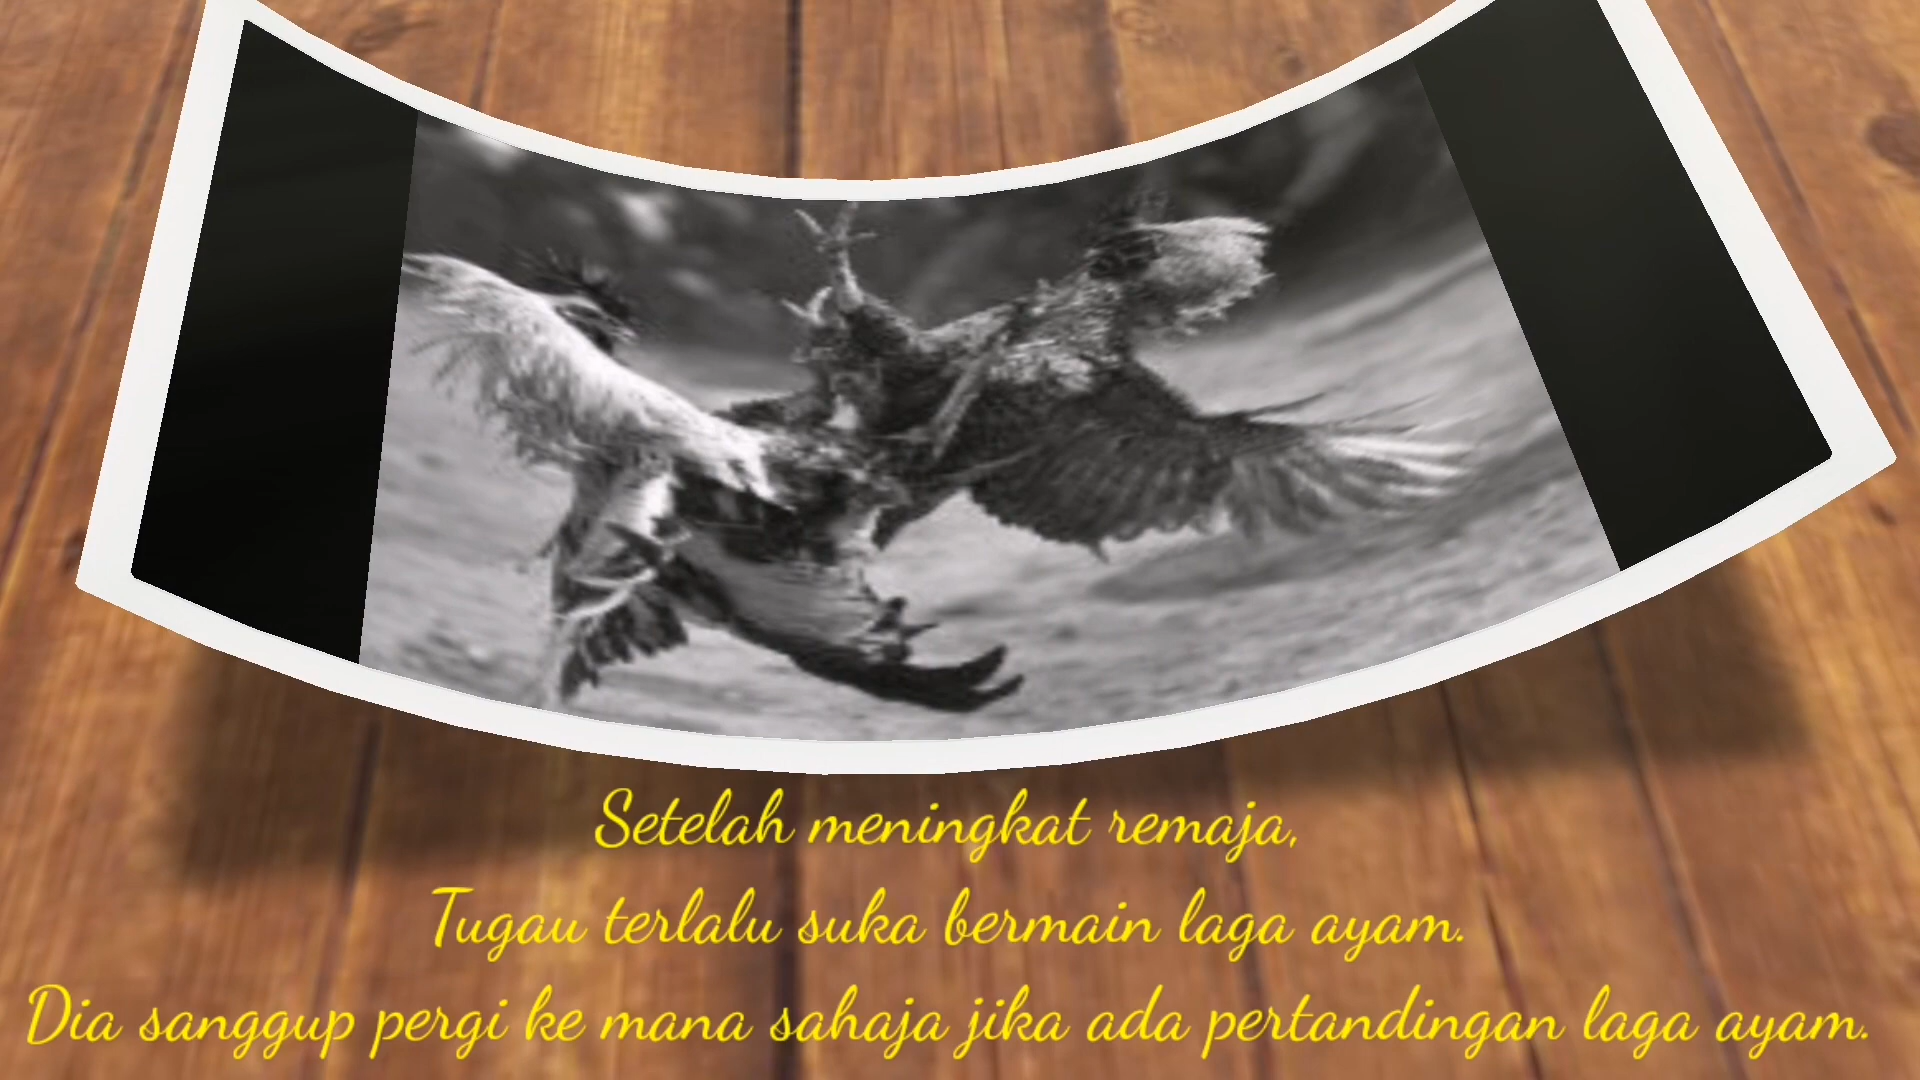 Setelah meningkat remaja,
Tugau terlalu suka bermain laga ayam.
Dia sanggup pergi ke mana sahaja jika ada pertandingan laga ayam.